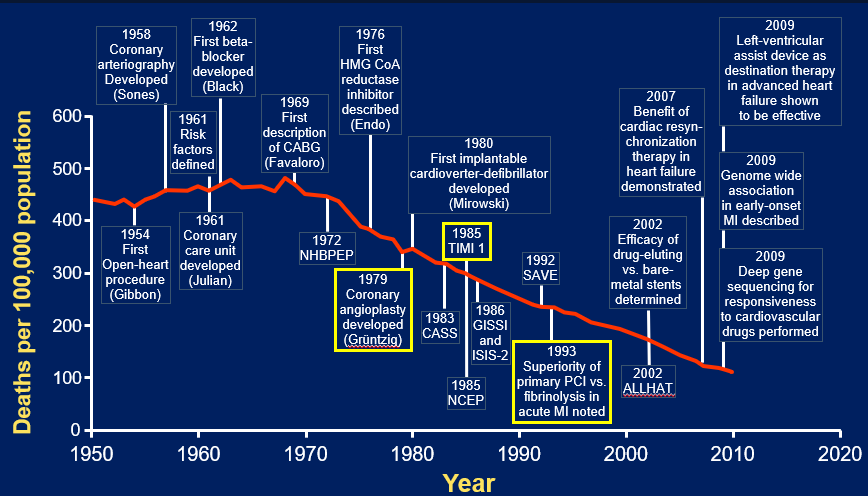 1958
Coronary
arteriography
Developed
(Sones)
1962
First beta-
blocker
developed
(Black)
1961
Risk
factors
defined
1969
First
description
of CABG
(Favaloro)
1976
First
HMG CoA
reductase
inhibitor
described
(Endo)
1980
First implantable
cardioverter-defibrillator
developed
(Mirowski)
1985
TIMI 1
1992
SAVE
2002
Efficacy of
drug-eluting
vs. bare-
metal stents
determined
2007
Benefit of
cardiac resyn-
chronization
therapy in
heart failure
demonstrated
2009
Left-ventricular
assist device as
destination therapy
in advanced heart
failure shown
to be effective
2009
Genome wide
association
in early-onset
MI described
2009
Deep gene
sequencing for
responsiveness
to cardiovascular
drugs performed
1954
First
Open-heart
procedure
(Gibbon)
1961
Coronary
care unit
developed
(Julian)
1972
NHBPEP
1979
Coronary
angioplasty
developed
(Grüntzig)
1983
CASS
1985
NCEP
1986
GISSI
and
ISIS-2
1993
Superiority of
primary PCI vs.
fibrinolysis in
acute MI noted
2002
ALLHAT
Deaths per 100,000 population
600
500
400
300
200
100
0
1950
1960
1970
1980
1990
2000
2010
2020
Year